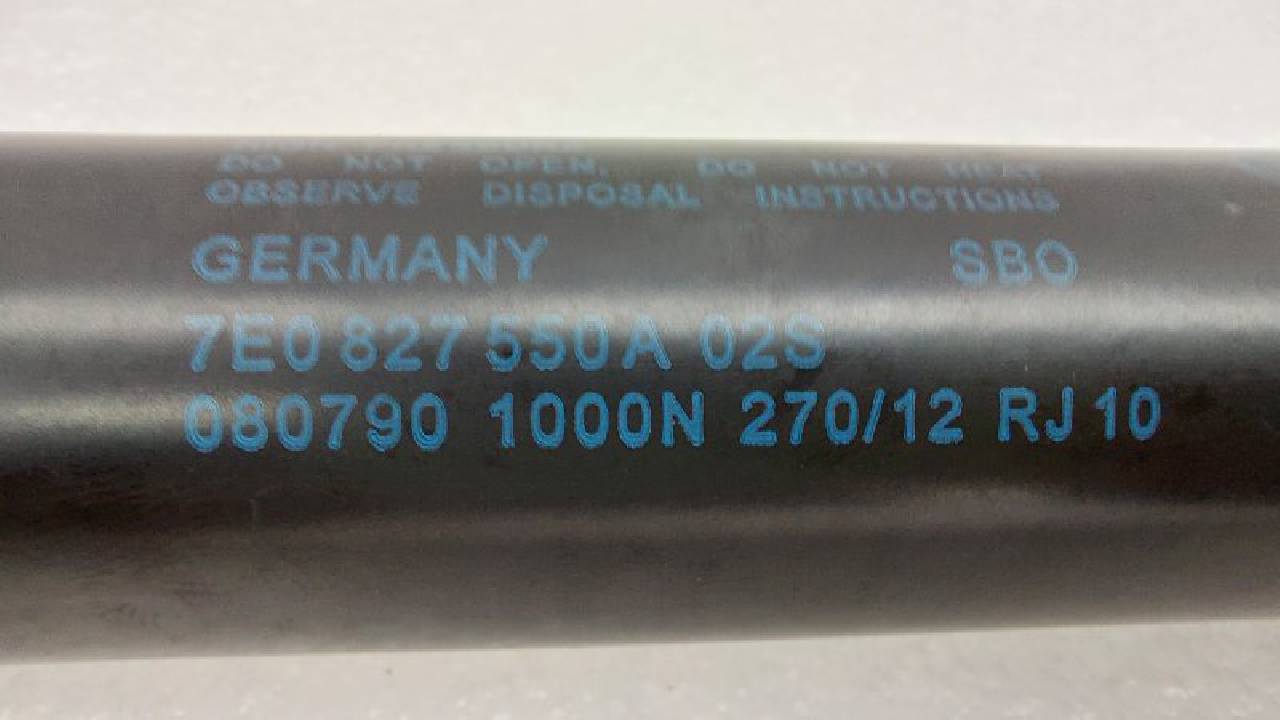 DO NOT OPEN. DO NOT HEAT
OBSERVE DISPOSAL INSTRUCTIONS
GERMANY SBO
7E0 827 550 A 02S
080790 1000N 270/12 RJ 10